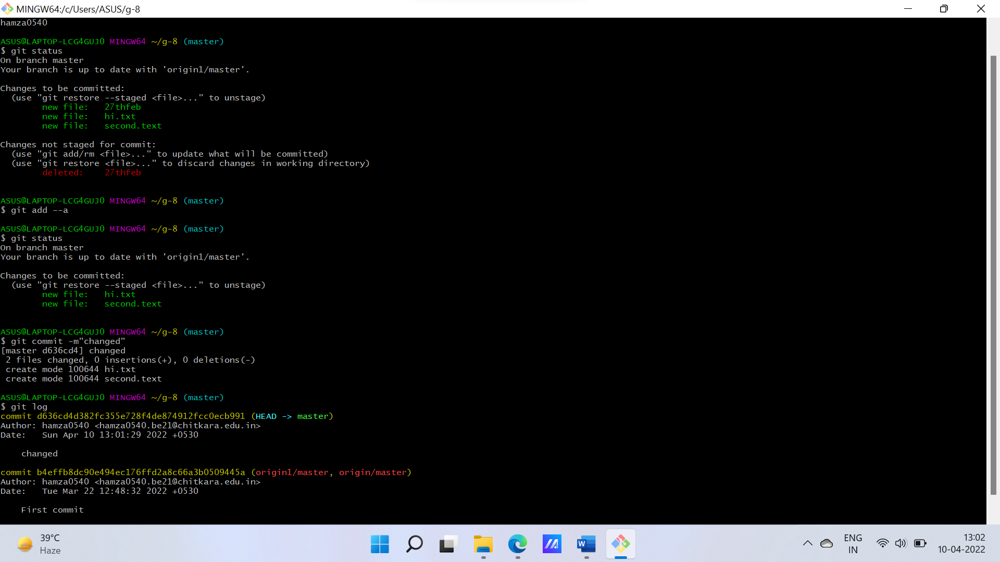 MINGW64:/c/Users/ASUS/g-8
hamza0540
ASUS@LAPTOP-LCG4GUJO MINGW64 ~/g-8 (master)
$ git status
On branch master
Your branch is up to date with 'origin1/master'.
Changes to be committed:
  (use "git restore --staged <file>..." to unstage)
        new file:   27thfeb
        new file:   hi.txt
        new file:   second.text
Changes not staged for commit:
  (use "git add/rm <file>..." to update what will be committed)
  (use "git restore <file>..." to discard changes in working directory)
        deleted:    27thfeb
ASUS@LAPTOP-LCG4GUJO MINGW64 ~/g-8 (master)
$ git add --a
ASUS@LAPTOP-LCG4GUJO MINGW64 ~/g-8 (master)
$ git status
On branch master
Your branch is up to date with 'origin1/master'.
Changes to be committed:
  (use "git restore --staged <file>..." to unstage)
        new file:   hi.txt
        new file:   second.text
ASUS@LAPTOP-LCG4GUJO MINGW64 ~/g-8 (master)
$ git commit -m"changed"
[master d636cd4] changed
 2 files changed, 0 insertions(+), 0 deletions(-)
 create mode 100644 hi.txt
 create mode 100644 second.text
ASUS@LAPTOP-LCG4GUJO MINGW64 ~/g-8 (master)
$ git log
commit d636cd4d382fc355e728f4de874912fcc0ecb991 (HEAD -> master)
Author: hamza0540 <hamza0540.be21@chitkara.edu.in>
Date:   Sun Apr 10 13:01:29 2022 +0530
    changed
commit b4effb8dc90e494ec176ffd2a8c66a3b0509445a (origin1/master, origin/master)
Author: hamza0540 <hamza0540.be21@chitkara.edu.in>
Date:   Tue Mar 22 12:48:32 2022 +0530
    First commit
39°C
Haze
W
ENG
IN
13:02
10-04-2022